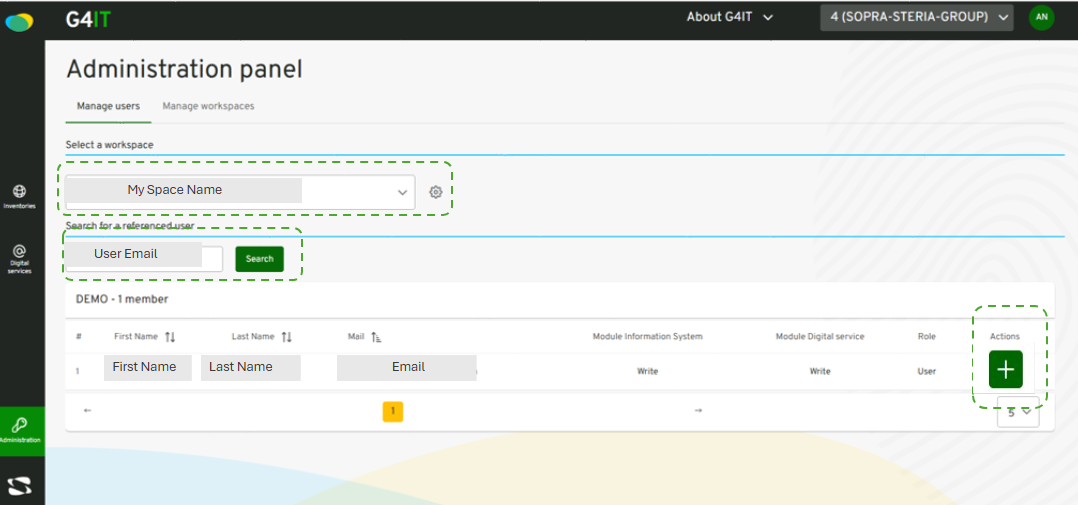 G4IT
About G4IT
4 (SOPRA-STERIA-GROUP)
AN
Administration panel
Manage users
Manage workspaces
Select a workspace
My Space Name
Inventories
Search for a referenced user
User Email
Search
Digital
services
DEMO - 1 member
# First Name Last Name Mail Module Information System Module Digital service Role Actions
1 First Name Last Name Email Write Write User +
← 1 → 5
Administration